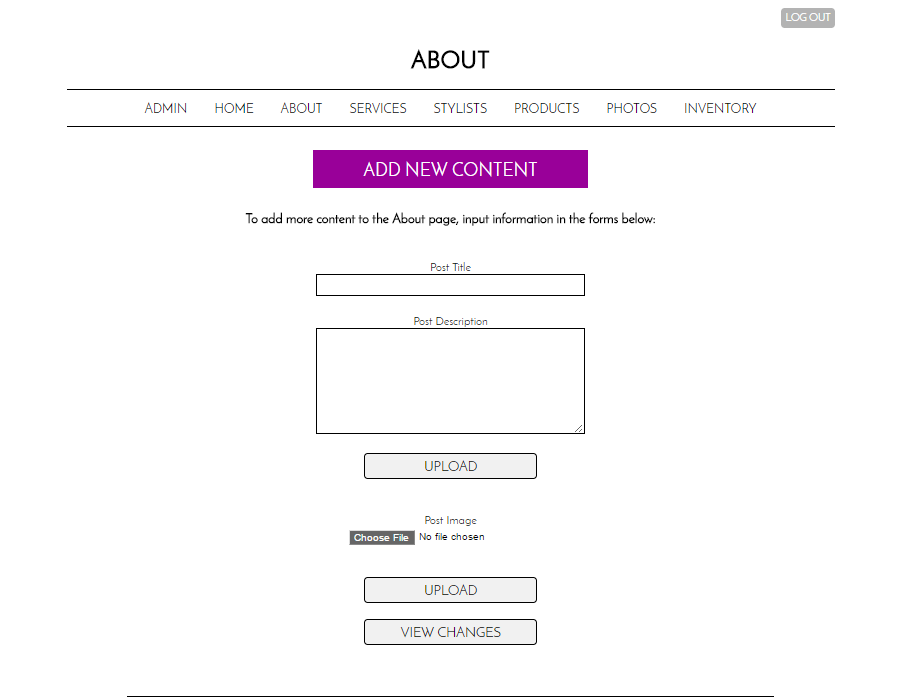 LOG OUT
ABOUT
ADMIN HOME ABOUT SERVICES STYLISTS PRODUCTS PHOTOS INVENTORY
ADD NEW CONTENT
To add more content to the About page, input information in the forms below:
Post Title
Post Description
UPLOAD
Post Image
Choose File No file chosen
UPLOAD
VIEW CHANGES